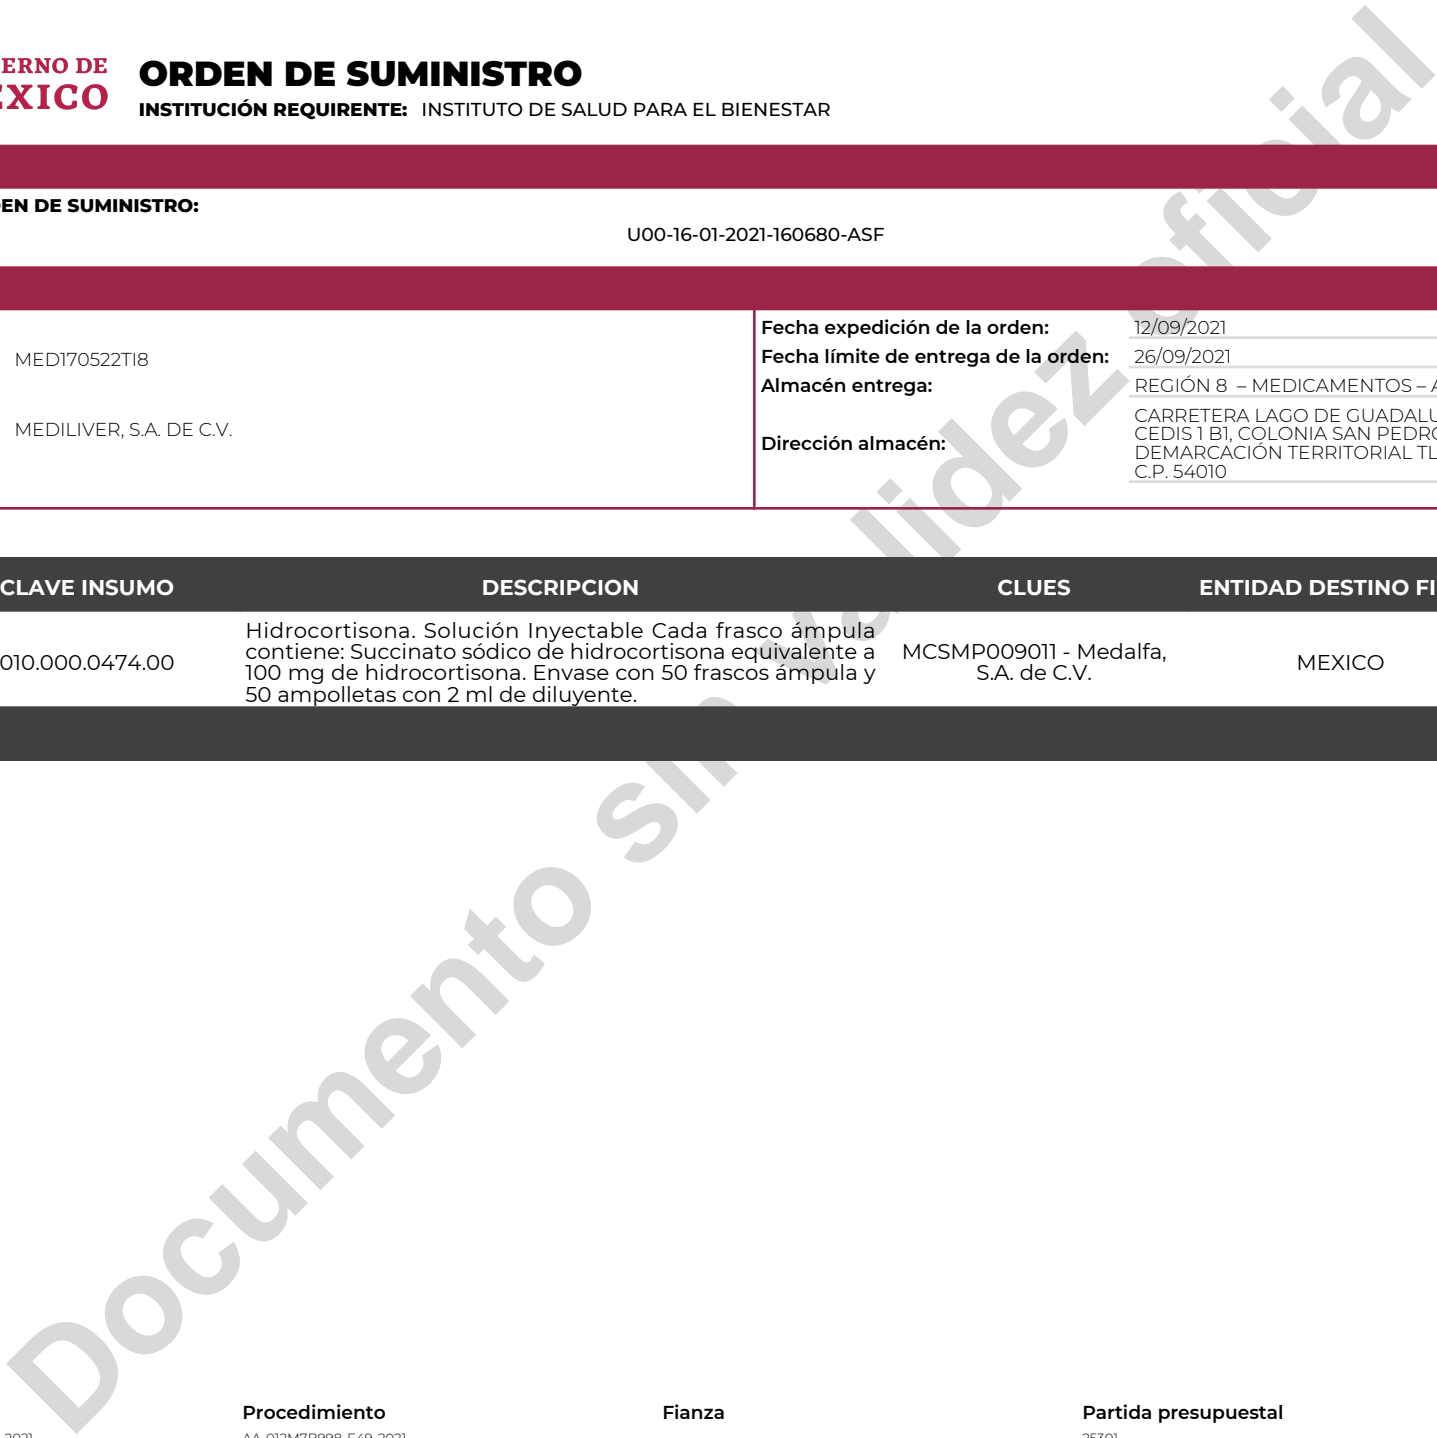 ERNO DE
EXICO
ORDEN DE SUMINISTRO
INSTITUCIÓN REQUIRENTE: INSTITUTO DE SALUD PARA EL BIENESTAR
EN DE SUMINISTRO:
U00-16-01-2021-160680-ASF
MED170522TI8
MEDILIVER, S.A. DE C.V.
Fecha expedición de la orden: 12/09/2021
Fecha límite de entrega de la orden: 26/09/2021
Almacén entrega: REGIÓN 8 – MEDICAMENTOS – A
Dirección almacén:
CARRETERA LAGO DE GUADALU
CEDIS 1 B1, COLONIA SAN PEDRO
DEMARCACIÓN TERRITORIAL TL
C.P. 54010
CLAVE INSUMO DESCRIPCION CLUES ENTIDAD DESTINO FI
010.000.0474.00
Hidrocortisona. Solución Inyectable Cada frasco ámpula
contiene: Succinato sódico de hidrocortisona equivalente a
100 mg de hidrocortisona. Envase con 50 frascos ámpula y
50 ampolletas con 2 ml de diluyente.
MCSMP009011 - Medalfa,
S.A. de C.V.
MEXICO
Documento sin validez oficial
Procedimiento Fianza Partida presupuestal